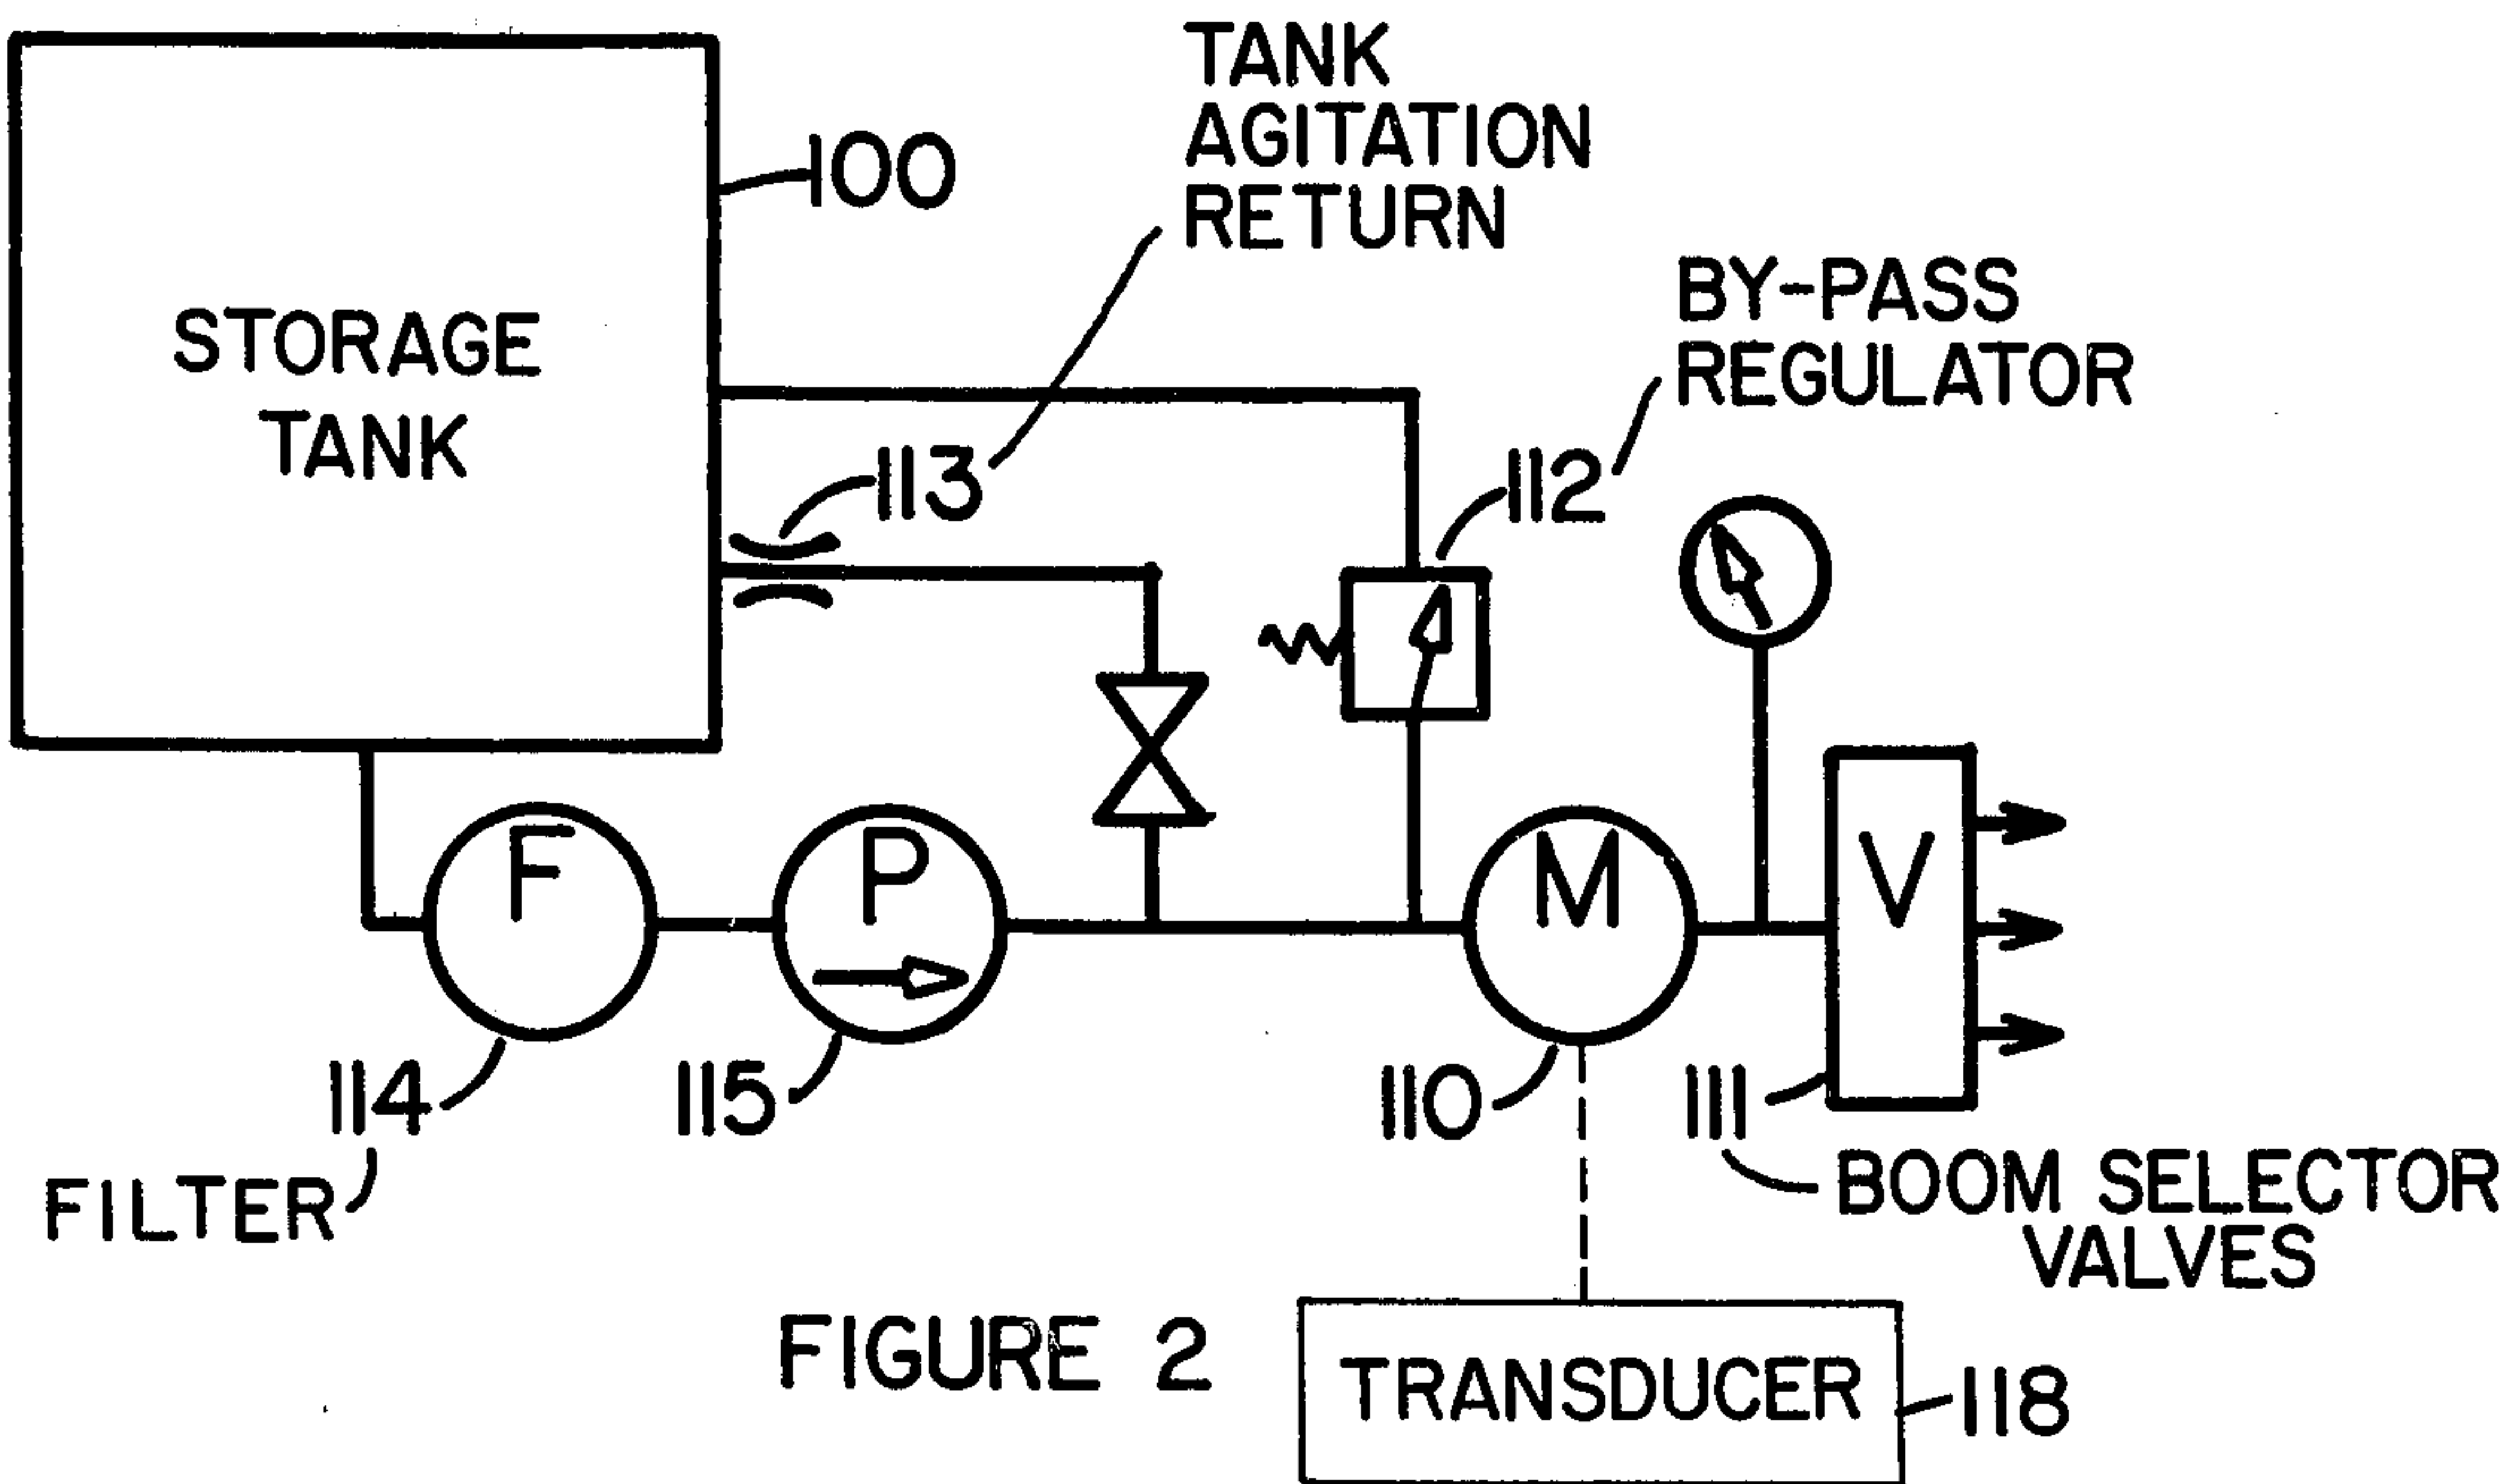 TANK
AGITATION
RETURN
100
BY-PASS
REGULATOR
STORAGE
TANK
113
112
F
P
M
V
114
115
110
111
FILTER
BOOM SELECTOR
VALVES
FIGURE 2
TRANSDUCER
118